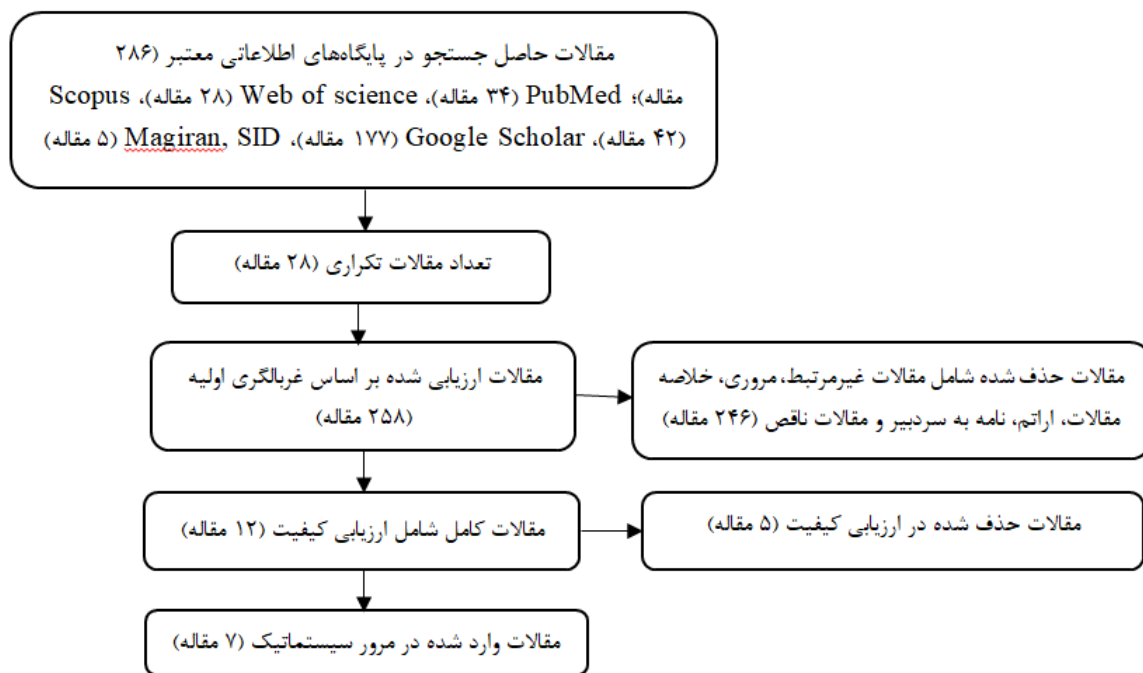 مقالات حاصل جستجو در پایگاه‌های اطلاعاتی معتبر (۲۸۶
مقاله)؛ PubMed (۳۴ مقاله)، Web of science (۲۸ مقاله)، Scopus
(۴۲ مقاله)، Google Scholar (۱۷۷ مقاله)، Magiran, SID (۵ مقاله)
تعداد مقالات تکراری (۲۸ مقاله)
مقالات ارزیابی شده بر اساس غربالگری اولیه
(۲۵۸ مقاله)
مقالات حذف شده شامل مقالات غیرمرتبط، مروری، خلاصه
مقالات، اراتم، نامه به سردبیر و مقالات ناقص (۲۴۶ مقاله)
مقالات کامل شامل ارزیابی کیفیت (۱۲ مقاله)
مقالات حذف شده در ارزیابی کیفیت (۵ مقاله)
مقالات وارد شده در مرور سیستماتیک (۷ مقاله)